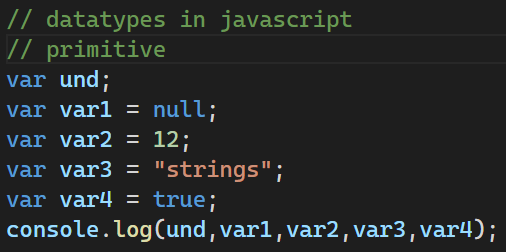 // datatypes in javascript
// primitive
var und;
var var1 = null;
var var2 = 12;
var var3 = "strings";
var var4 = true;
console.log(und,var1,var2,var3,var4);